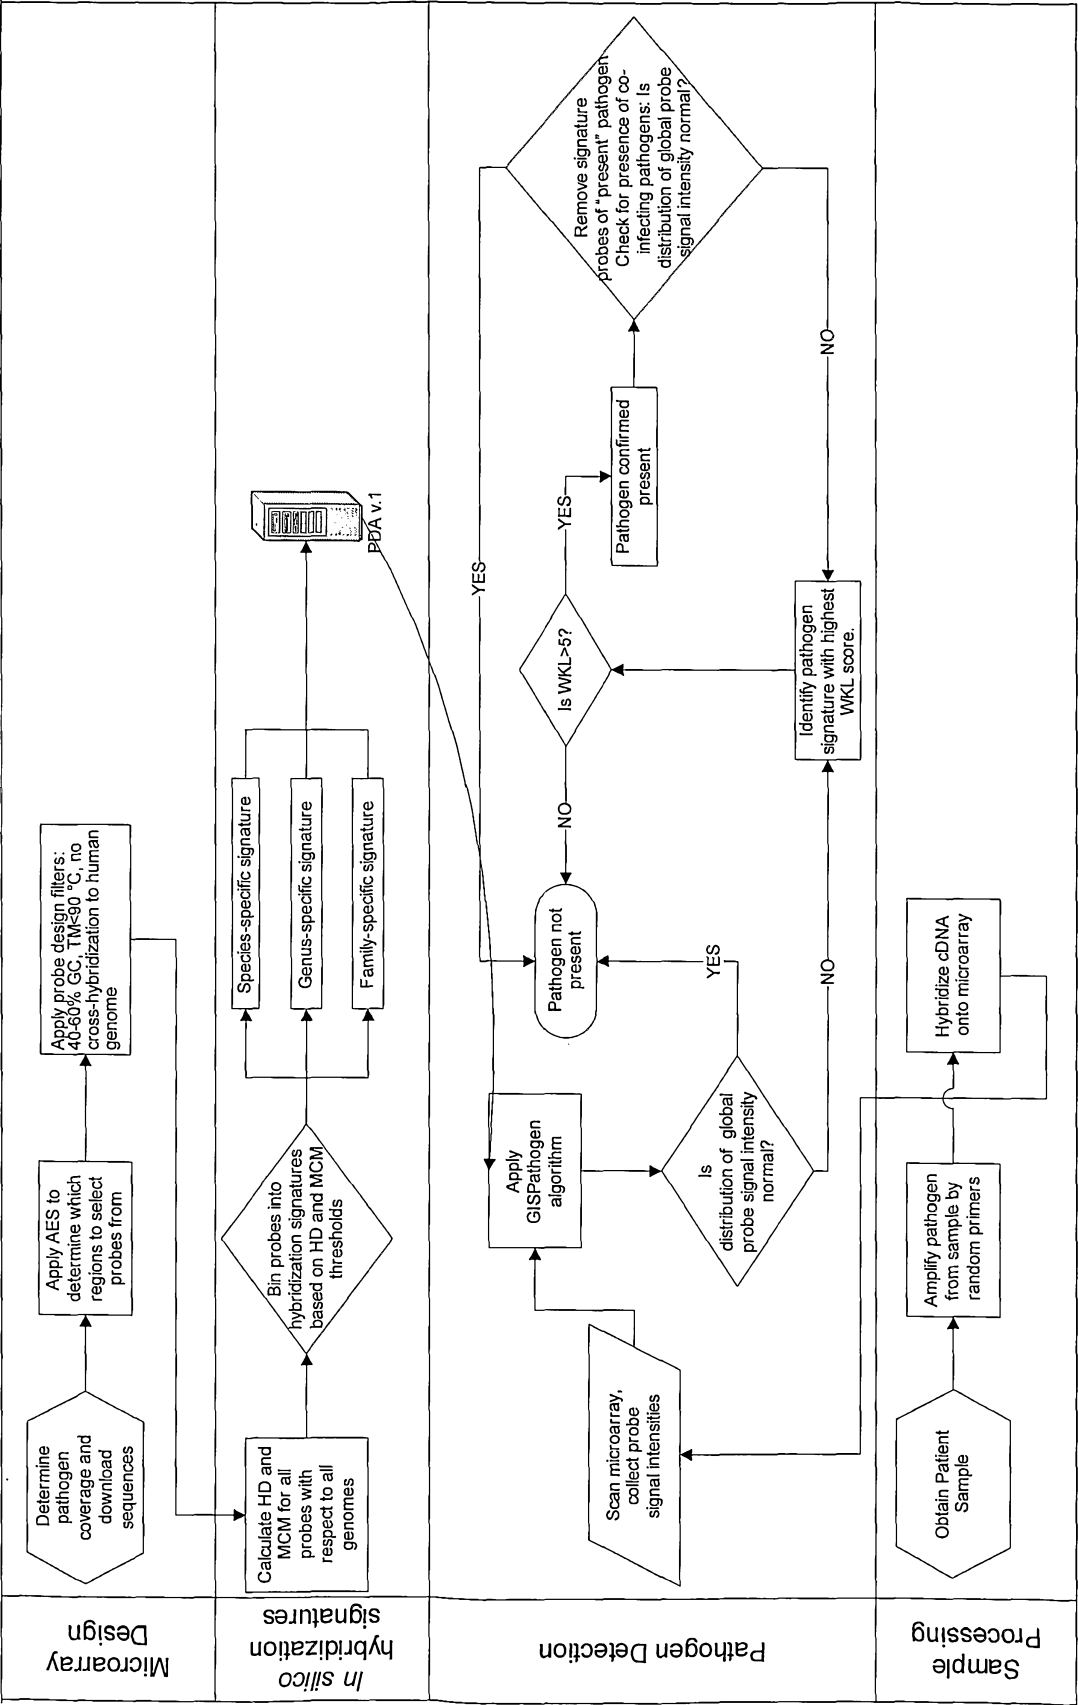 Microarray
Design
Determine
pathogen
coverage and
download
sequences
Apply AES to
determine which
regions to select
probes from
Apply probe design filters:
40-60% GC, TM<90 °C, no
cross-hybridization to human
genome
In silico
hybridization
signatures
Calculate HD and
MCM for all
probes with
respect to all
genomes
Bin probes into
hybridization signatures
based on HD and MCM
thresholds
Species-specific signature
Genus-specific signature
Family-specific signature
PDA v.1
Pathogen Detection
Scan microarray,
collect probe
signal intensities
Apply
GISPathogen
algorithm
Is
distribution of global
probe signal intensity
normal?
YES
NO
Pathogen not
present
Identify pathogen
signature with highest
WKL score.
Is WKL>5?
NO
YES
Pathogen confirmed
present
Remove signature
probes of "present" pathogen
Check for presence of co-
infecting pathogens: Is
distribution of global probe
signal intensity normal?
YES
NO
Sample
Processing
Obtain Patient
Sample
Amplify pathogen
from sample by
random primers
Hybridize cDNA
onto microarray